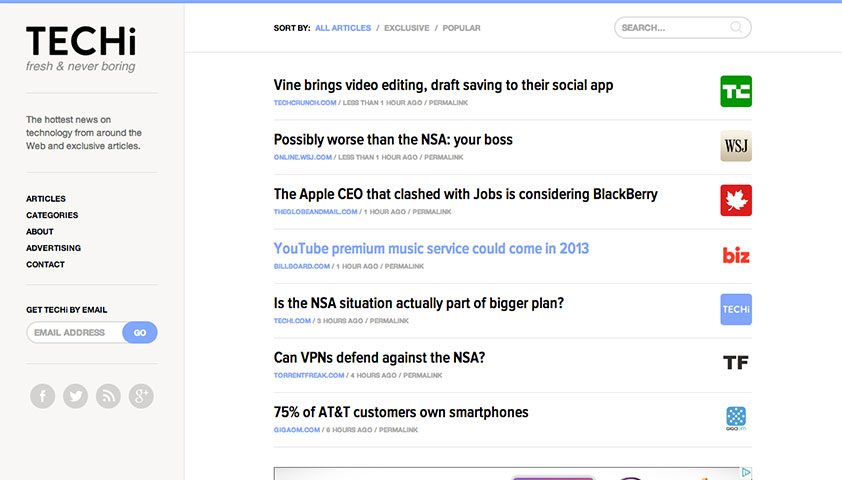 TECHi
fresh & never boring
The hottest news on
technology from around the
Web and exclusive articles.
ARTICLES
CATEGORIES
ABOUT
ADVERTISING
CONTACT
GET TECHi BY EMAIL
EMAIL ADDRESS GO
f g+
SORT BY: ALL ARTICLES / EXCLUSIVE / POPULAR
SEARCH...
Vine brings video editing, draft saving to their social app
TECHCRUNCH.COM / LESS THAN 1 HOUR AGO / PERMALINK
TC
Possibly worse than the NSA: your boss
ONLINE.WSJ.COM / LESS THAN 1 HOUR AGO / PERMALINK
WSJ
The Apple CEO that clashed with Jobs is considering BlackBerry
THEGLOBEANDMAIL.COM / 1 HOUR AGO / PERMALINK
YouTube premium music service could come in 2013
BILLBOARD.COM / 1 HOUR AGO / PERMALINK
biz
Is the NSA situation actually part of bigger plan?
TECHI.COM / 3 HOURS AGO / PERMALINK
TECHi
Can VPNs defend against the NSA?
TORRENTFREAK.COM / 4 HOURS AGO / PERMALINK
TF
75% of AT&T customers own smartphones
GIGAOM.COM / 6 HOURS AGO / PERMALINK
GIGAOM